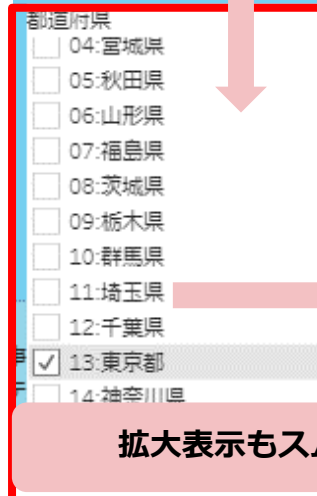 都道府県
04:宮城県
05:秋田県
06:山形県
07:福島県
08:茨城県
09:栃木県
10:群馬県
11:埼玉県
12:千葉県
13:東京都
14:神奈川県
拡大表示もス